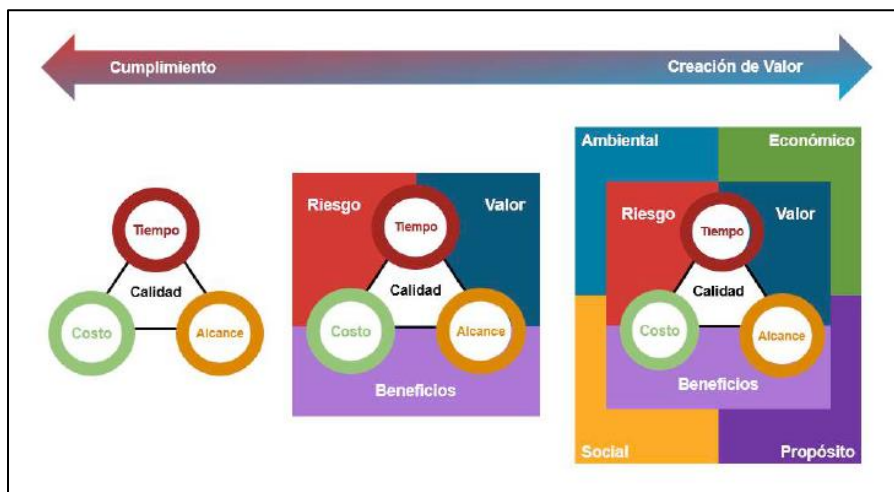 Cumplimiento
Creación de Valor
Tiempo
Calidad
Costo
Alcance
Riesgo
Valor
Tiempo
Calidad
Costo
Alcance
Beneficios
Ambiental
Económico
Riesgo
Valor
Tiempo
Calidad
Costo
Alcance
Beneficios
Social
Propósito